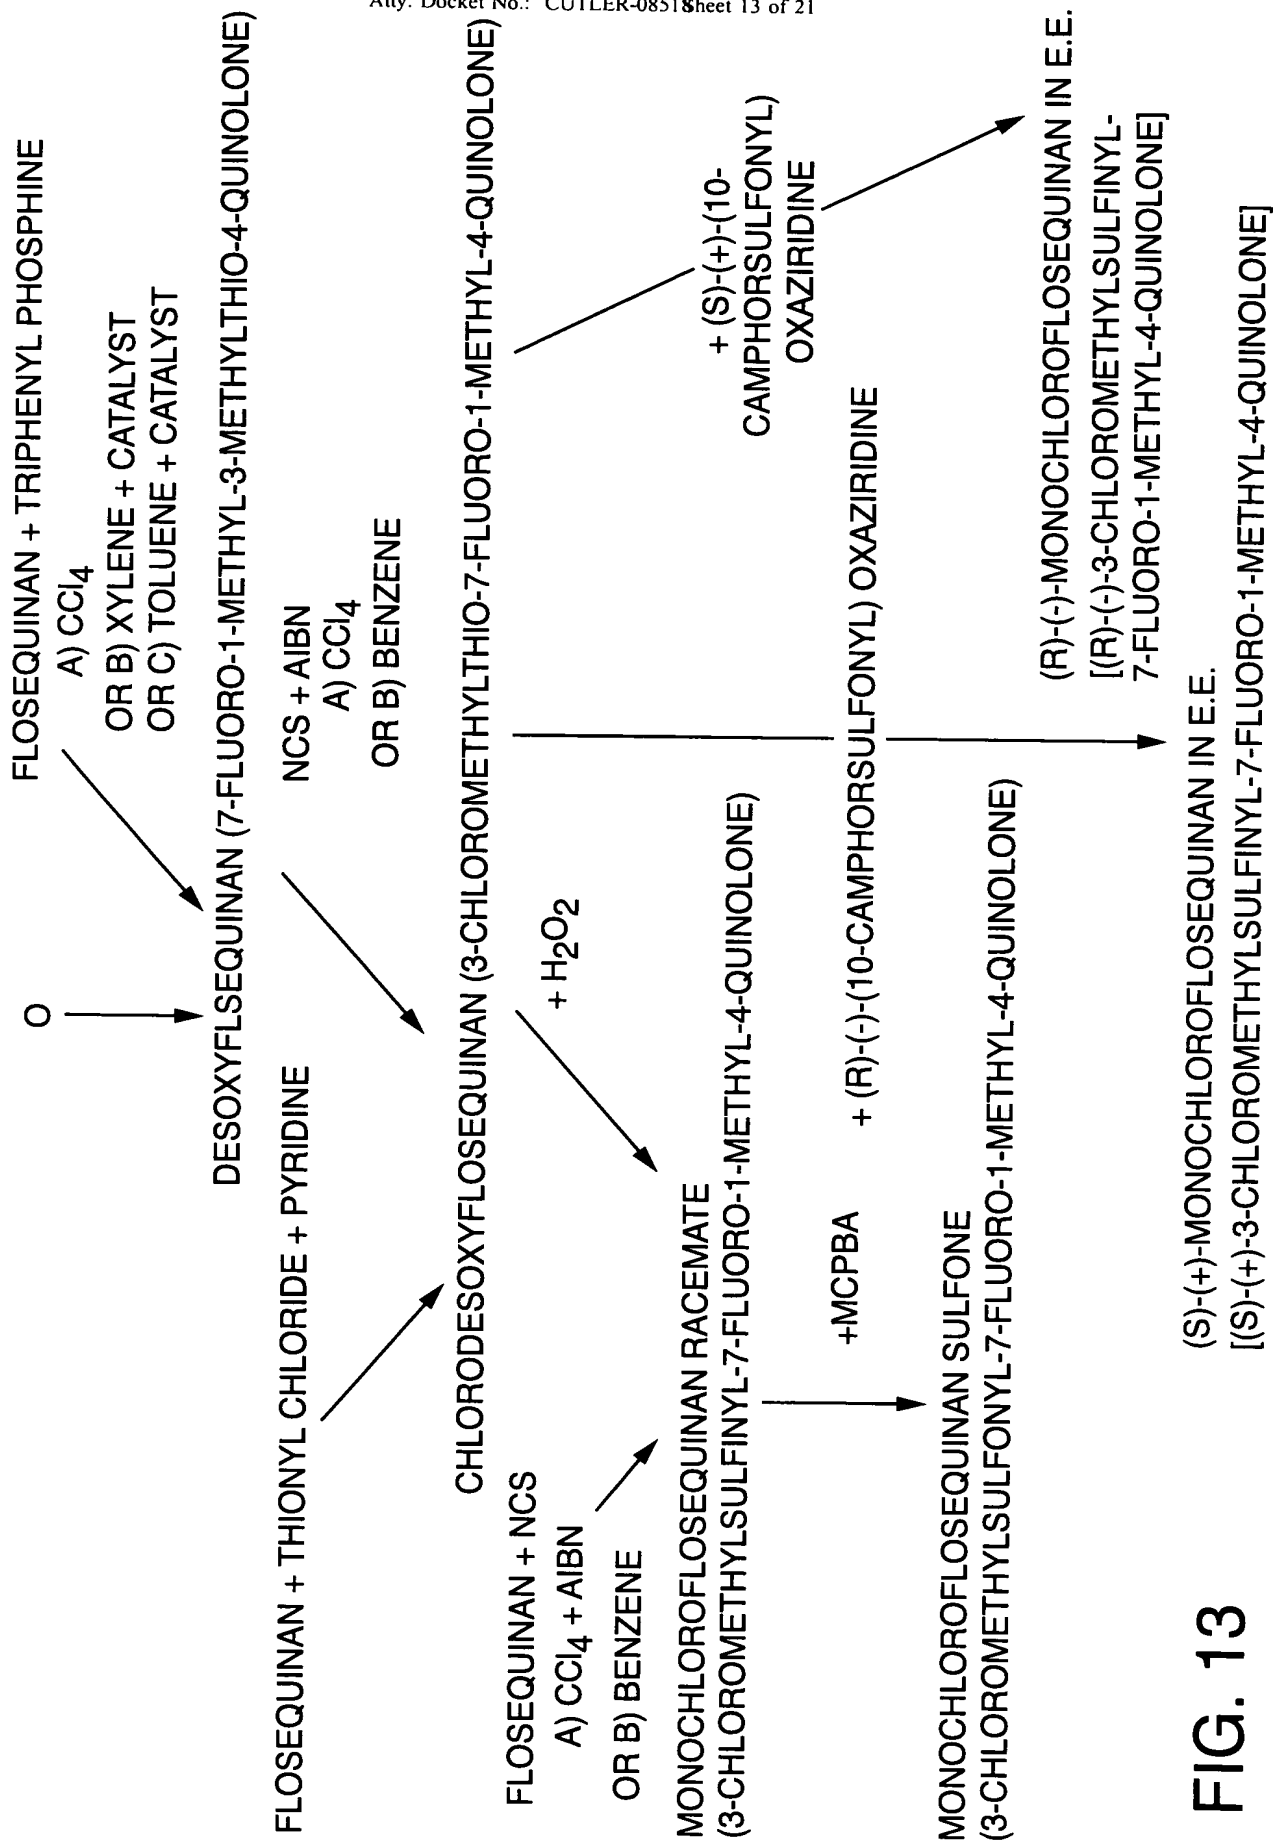 Atty. Docket No.: CUTLER-08518 Sheet 13 of 21
O
FLOSEQUINAN + TRIPHENYL PHOSPHINE
A) CCl4
OR B) XYLENE + CATALYST
OR C) TOLUENE + CATALYST
DESOXYFLSEQUINAN (7-FLUORO-1-METHYL-3-METHYLTHIO-4-QUINOLONE)
FLOSEQUINAN + THIONYL CHLORIDE + PYRIDINE
NCS + AIBN
A) CCl4
OR B) BENZENE
CHLORODESOXYFLOSEQUINAN (3-CHLOROMETHYLTHIO-7-FLUORO-1-METHYL-4-QUINOLONE)
FLOSEQUINAN + NCS
A) CCl4 + AIBN
OR B) BENZENE
+ H2O2
+ (S)-(+)-(10-
CAMPHORSULFONYL)
OXAZIRIDINE
MONOCHLOROFLOSEQUINAN RACEMATE
(3-CHLOROMETHYLSULFINYL-7-FLUORO-1-METHYL-4-QUINOLONE)
+MCPBA
+ (R)-(-)-(10-CAMPHORSULFONYL) OXAZIRIDINE
MONOCHLOROFLOSEQUINAN SULFONE
(3-CHLOROMETHYLSULFONYL-7-FLUORO-1-METHYL-4-QUINOLONE)
(R)-(-)-MONOCHLOROFLOSEQUINAN IN E.E.
[(R)-(-)-3-CHLOROMETHYLSULFINYL-
7-FLUORO-1-METHYL-4-QUINOLONE]
(S)-(+)-MONOCHLOROFLOSEQUINAN IN E.E.
[(S)-(+)-3-CHLOROMETHYLSULFINYL-7-FLUORO-1-METHYL-4-QUINOLONE]
FIG. 13